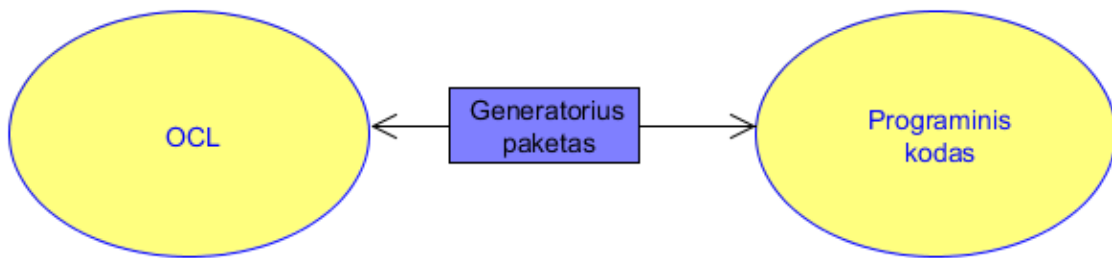 OCL
Generatorius
paketas
Programinis
kodas